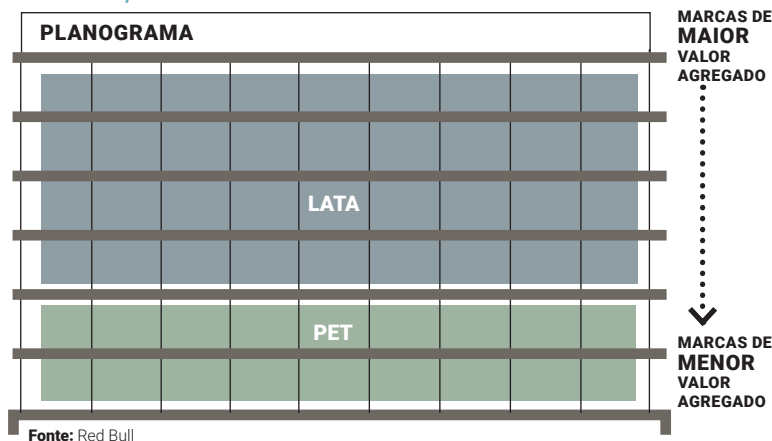 PLANOGRAMA
MARCAS DE
MAIOR
VALOR
AGREGADO
LATA
PET
MARCAS DE
MENOR
VALOR
AGREGADO
Fonte: Red Bull